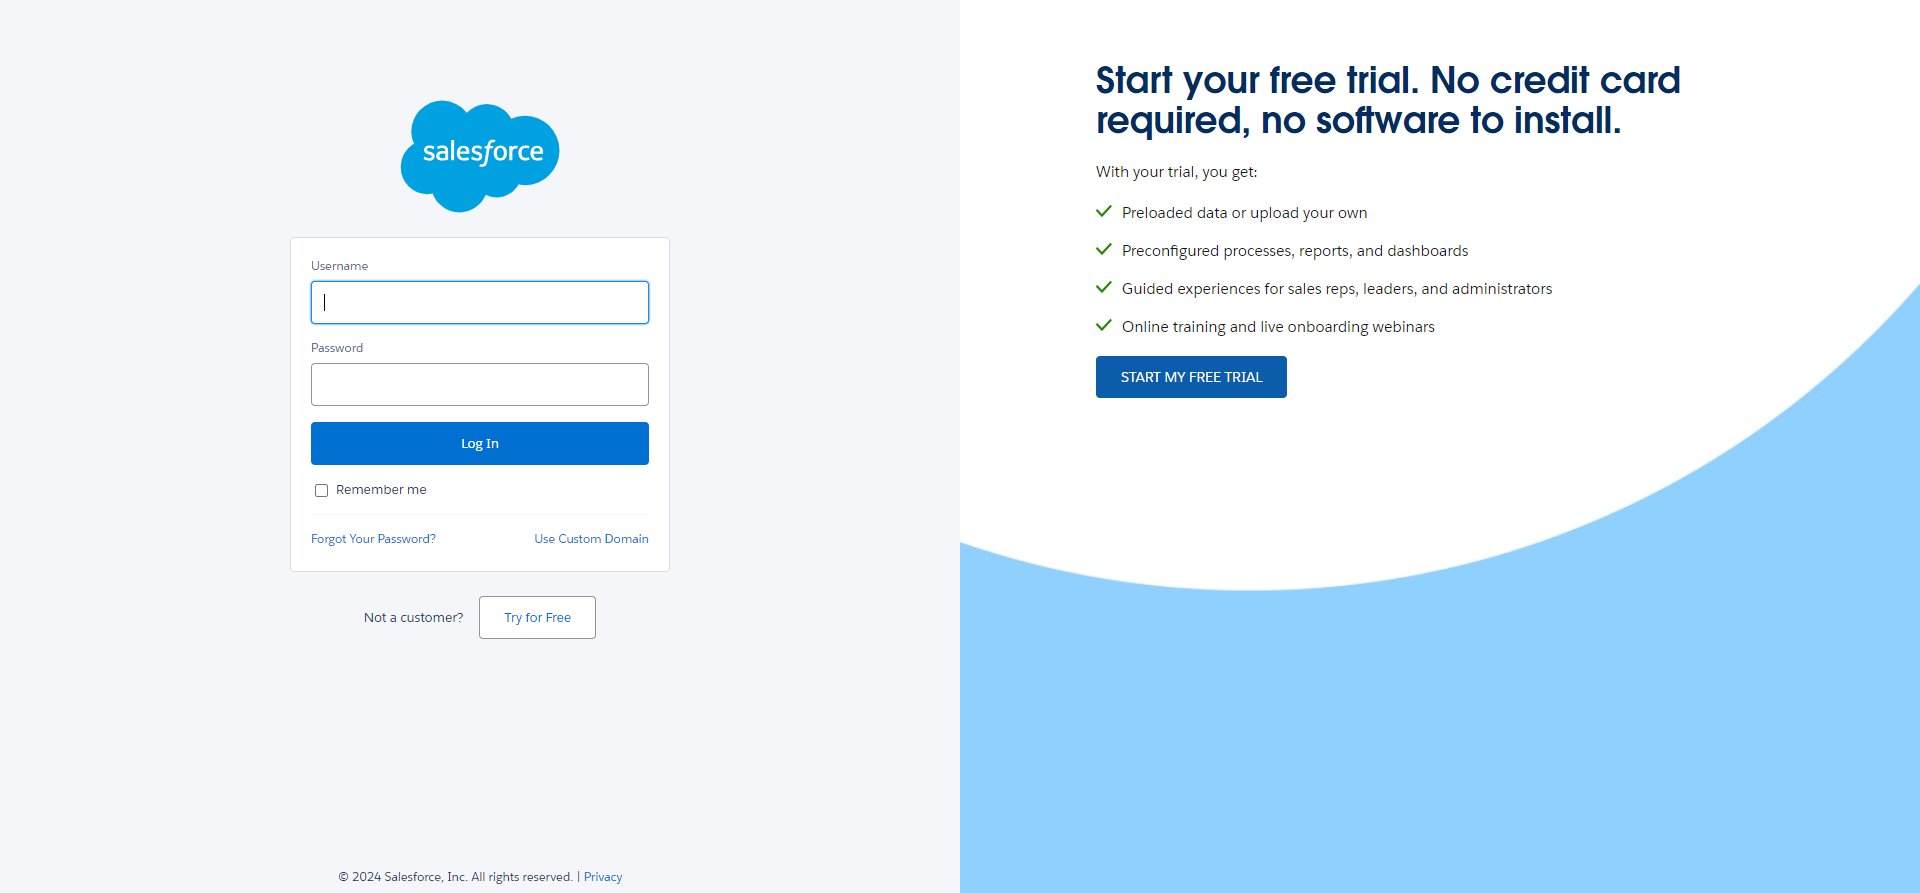 salesforce
Username
Password
Log In
Remember me
Forgot Your Password?
Use Custom Domain
Not a customer?
Try for Free
© 2024 Salesforce, Inc. All rights reserved. | Privacy
Start your free trial. No credit card
required, no software to install.
With your trial, you get:
Preloaded data or upload your own
Preconfigured processes, reports, and dashboards
Guided experiences for sales reps, leaders, and administrators
Online training and live onboarding webinars
START MY FREE TRIAL